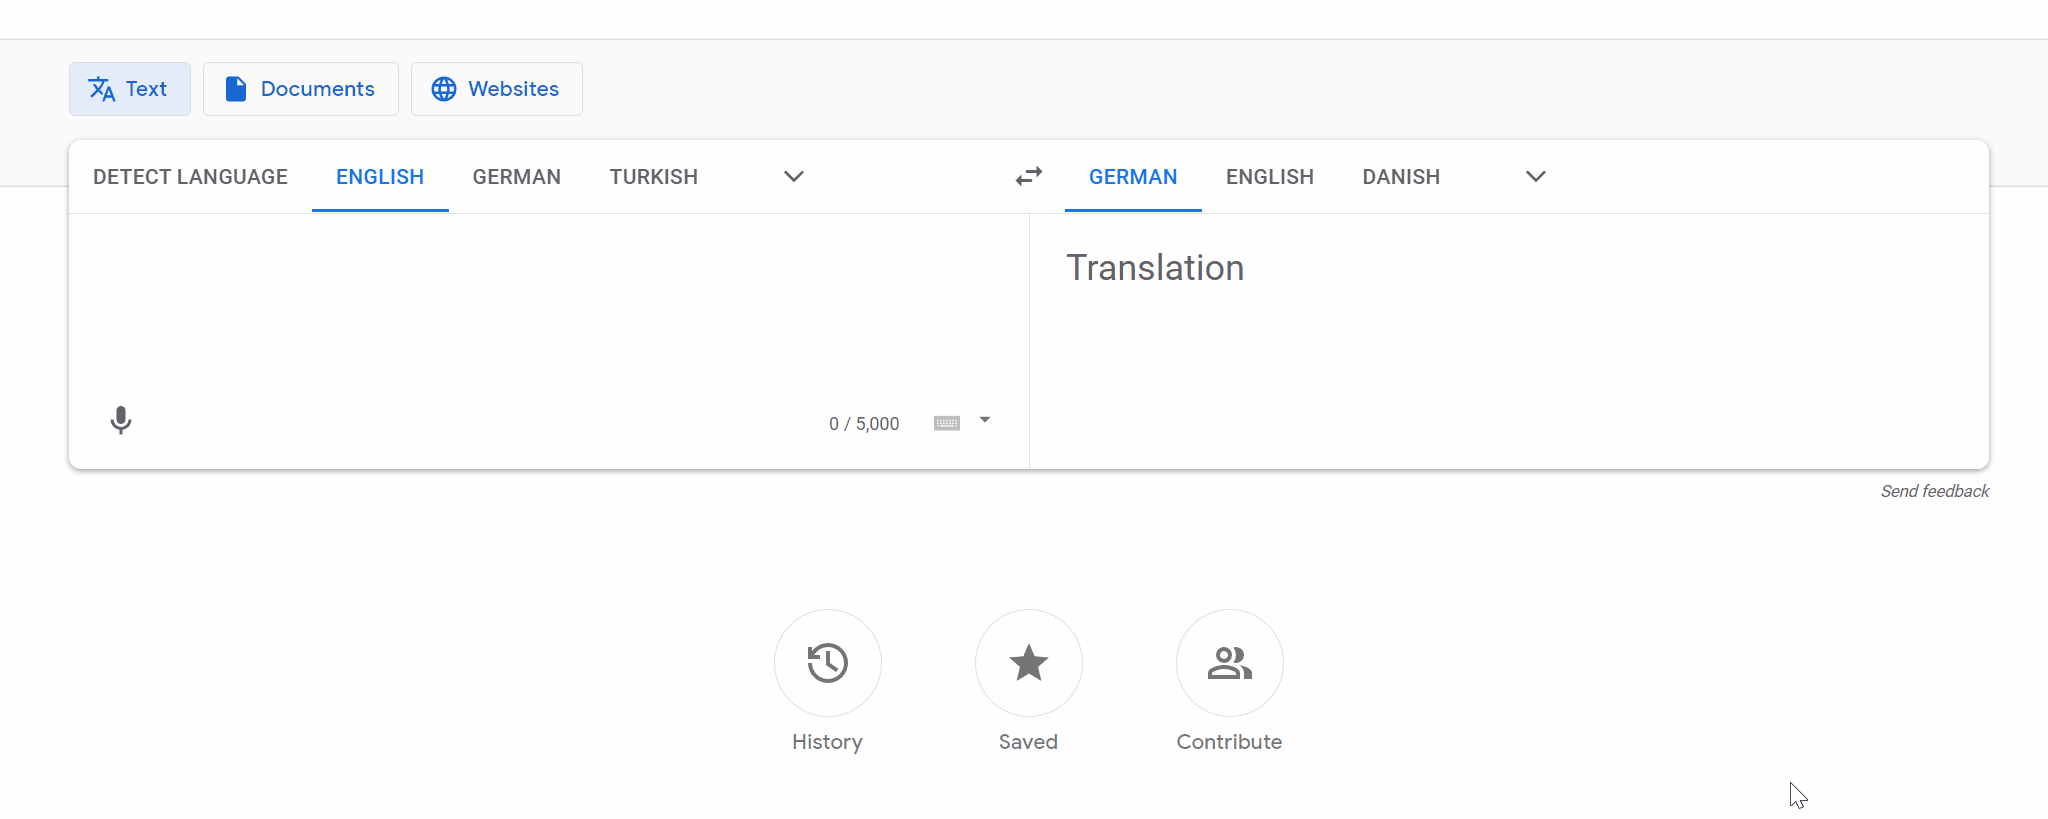 Text Documents Websites
DETECT LANGUAGE ENGLISH GERMAN TURKISH GERMAN ENGLISH DANISH
Translation
0 / 5,000
Send feedback
History Saved Contribute